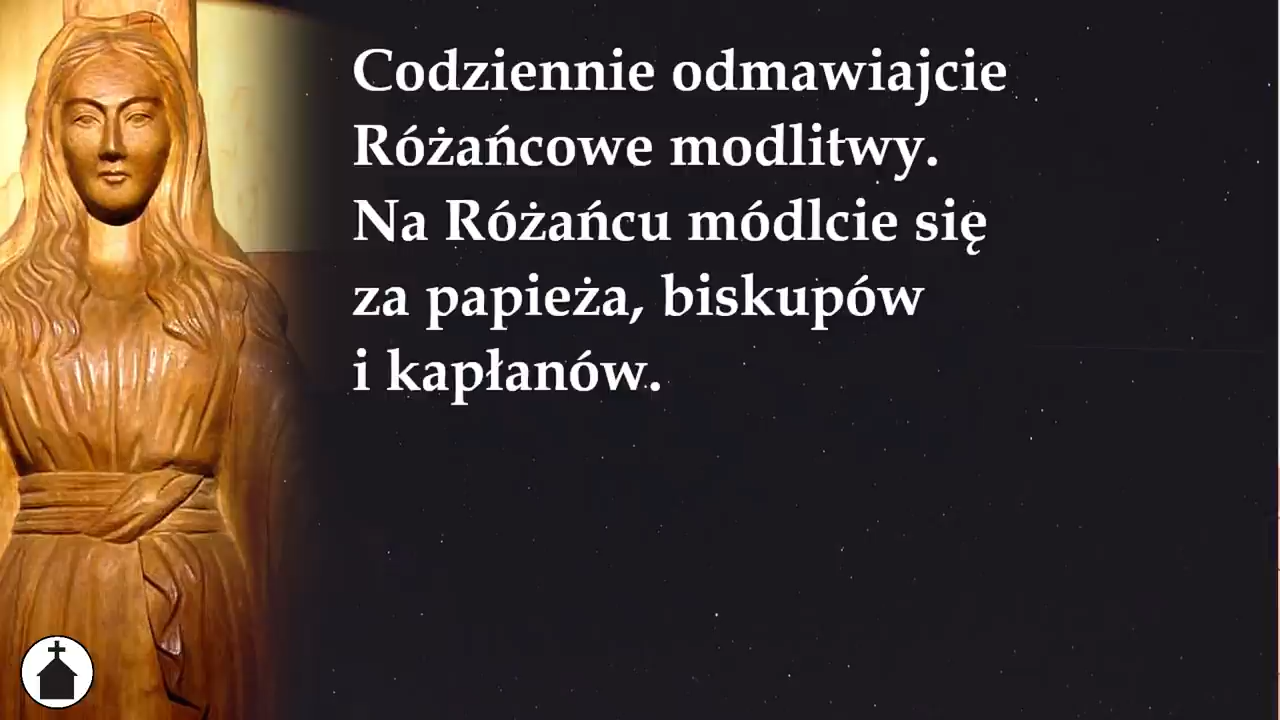 Codziennie odmawiajcie
Różańcowe modlitwy.
Na Różańcu módlcie się
za papieża, biskupów
i kapłanów.